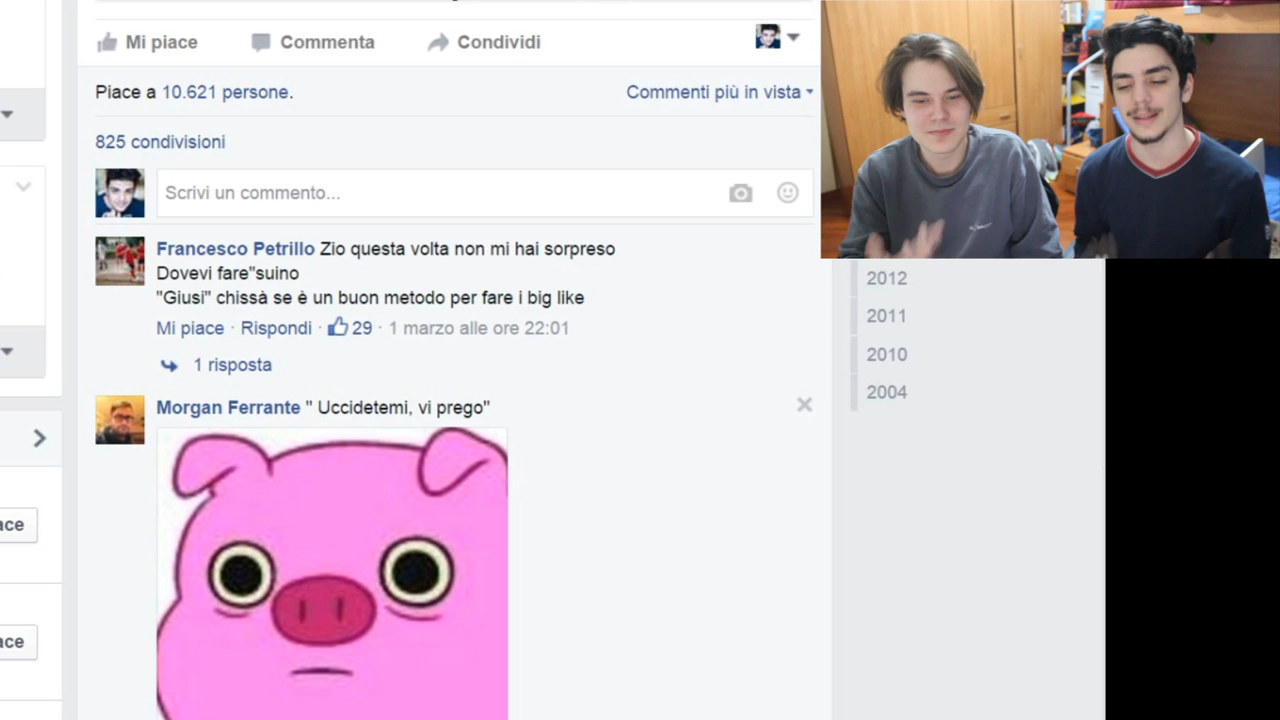 Mi piace Commenta Condividi
Piace a 10.621 persone. Commenti più in vista
825 condivisioni
Scrivi un commento...
Francesco Petrillo Zio questa volta non mi hai sorpreso
Dovevi fare"suino
"Giusi" chissà se è un buon metodo per fare i big like
Mi piace · Rispondi · 29 · 1 marzo alle ore 22:01
1 risposta
Morgan Ferrante " Uccidetemi, vi prego"
ace
ace
2012
2011
2010
2004